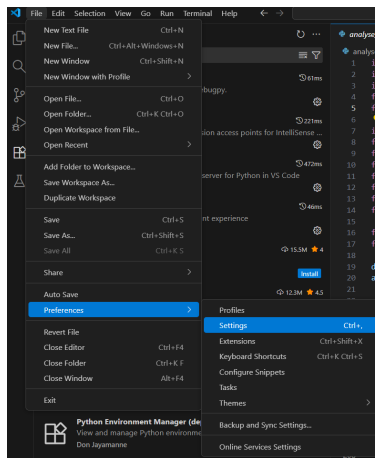 File Edit Selection View Go Run Terminal Help
New Text File Ctrl+N
New File... Ctrl+Alt+Windows+N
New Window Ctrl+Shift+N
New Window with Profile
Open File... Ctrl+O
Open Folder... Ctrl+K Ctrl+O
Open Workspace from File...
Open Recent
Add Folder to Workspace...
Save Workspace As...
Duplicate Workspace
Save Ctrl+S
Save As... Ctrl+Shift+S
Save All Ctrl+K S
Share
Auto Save
Preferences
Revert File
Close Editor Ctrl+F4
Close Folder Ctrl+K F
Close Window Alt+F4
Exit
Profiles
Settings Ctrl+,
Extensions Ctrl+Shift+X
Keyboard Shortcuts Ctrl+K Ctrl+S
Configure Snippets
Tasks
Themes
Backup and Sync Settings...
Online Services Settings
61ms
ebugpy.
221ms
sion access points for IntelliSense ...
472ms
server for Python in VS Code
46ms
nt experience
15.5M 4
Install
12.3M 4.5
Python Environment Manager (de
View and manage Python environme
Don Jayamanne
analyse
analys
1 i
2 i
3 i
4 f
5 f
6
7 i
8 f
9 f
10 f
11 f
12 f
13 f
14 f
15
16 f
17 f
18
19 d
20 a
21